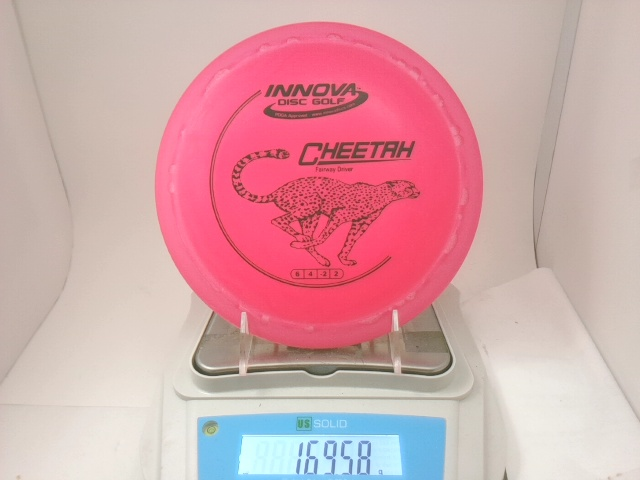 INNOVA
DISC GOLF
CHEETAH
Fairway Driver
6 4 -2 2
US SOLID
169.58 g